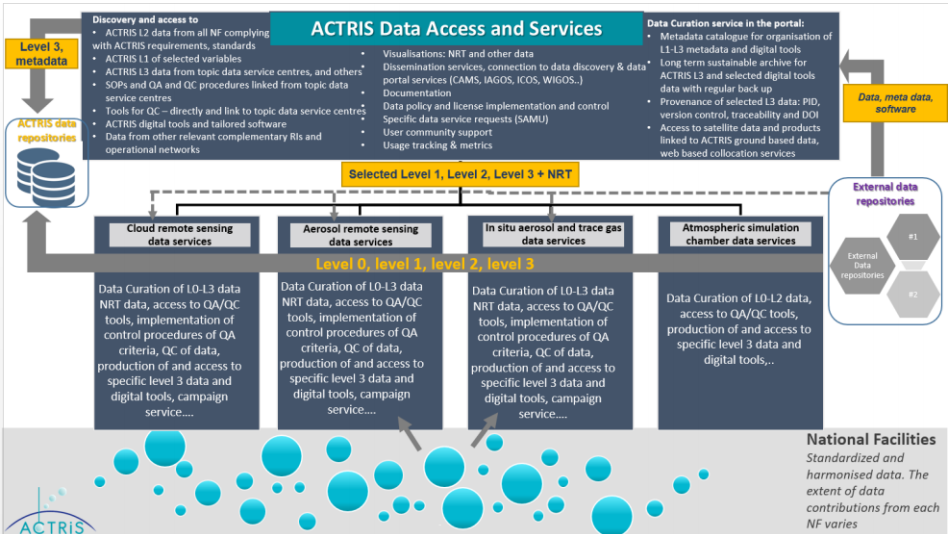 ACTRIS Data Access and Services
Discovery and access to
• ACTRIS L2 data from all NF complying
with ACTRIS requirements, standards
• ACTRIS L1 of selected variables
• ACTRIS L3 data from topic data service centres, and others
• SOPs and QA and QC procedures linked from topic data
service centres
• Tools for QC – directly and link to topic data service centres
• ACTRIS digital tools and tailored software
• Data from other relevant complementary RIs and
operational networks
• Visualisations: NRT and other data
• Dissemination services, connection to data discovery & data
portal services (CAMS, IAGOS, ICOS, WIGOS..)
• Documentation
• Data policy and license implementation and control
• Specific data service requests (SAMU)
• User community support
• Usage tracking & metrics
Data Curation service in the portal:
• Metadata catalogue for organisation of
L1-L3 metadata and digital tools
• Long term sustainable archive for
ACTRIS L3 and selected digital tools
data with regular back up
• Provenance of selected L3 data: PID,
version control, traceability and DOI
• Access to satellite data and products
linked to ACTRIS ground based data,
web based collocation services
Level 3,
metadata
ACTRIS data
repositories
Data, meta data,
software
Selected Level 1, Level 2, Level 3 + NRT
External data
repositories
External
Data
repositories
#1
#2
Cloud remote sensing
data services
Aerosol remote sensing
data services
In situ aerosol and trace gas
data services
Atmospheric simulation
chamber data services
Level 0, level 1, level 2, level 3
Data Curation of L0-L3 data
NRT data, access to QA/QC
tools, implementation of
control procedures of QA
criteria, QC of data,
production of and access to
specific level 3 data and
digital tools, campaign
service....
Data Curation of L0-L3 data
NRT data, access to QA/QC
tools, implementation of
control procedures of QA
criteria, QC of data,
production of and access to
specific level 3 data and
digital tools, campaign
service....
Data Curation of L0-L3 data
NRT data, access to QA/QC
tools, implementation of
control procedures of QA
criteria, QC of data,
production of and access to
specific level 3 data and
digital tools, campaign
service....
Data Curation of L0-L2 data,
access to QA/QC tools,
production of and access to
specific level 3 data and
digital tools,..
National Facilities
Standardized and
harmonised data. The
extent of data
contributions from each
NF varies
ACTRiS